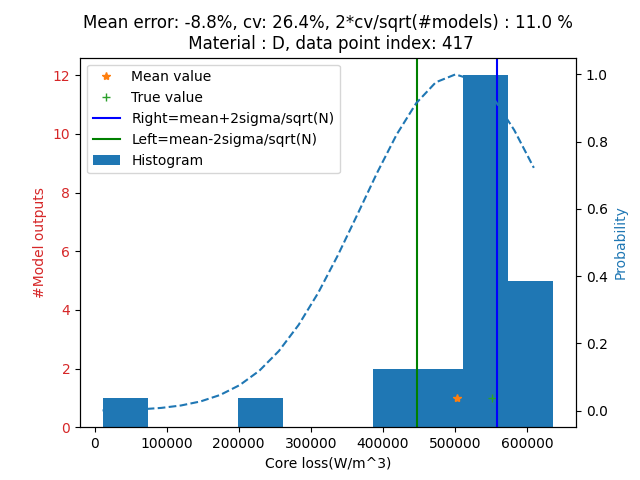 Mean error: -8.8%, cv: 26.4%, 2*cv/sqrt(#models) : 11.0 %
Material : D, data point index: 417
Mean value
True value
Right=mean+2sigma/sqrt(N)
Left=mean-2sigma/sqrt(N)
Histogram
12
10
8
6
4
2
0
#Model outputs
1.0
0.8
0.6
0.4
0.2
0.0
Probability
0 100000 200000 300000 400000 500000 600000
Core loss(W/m^3)